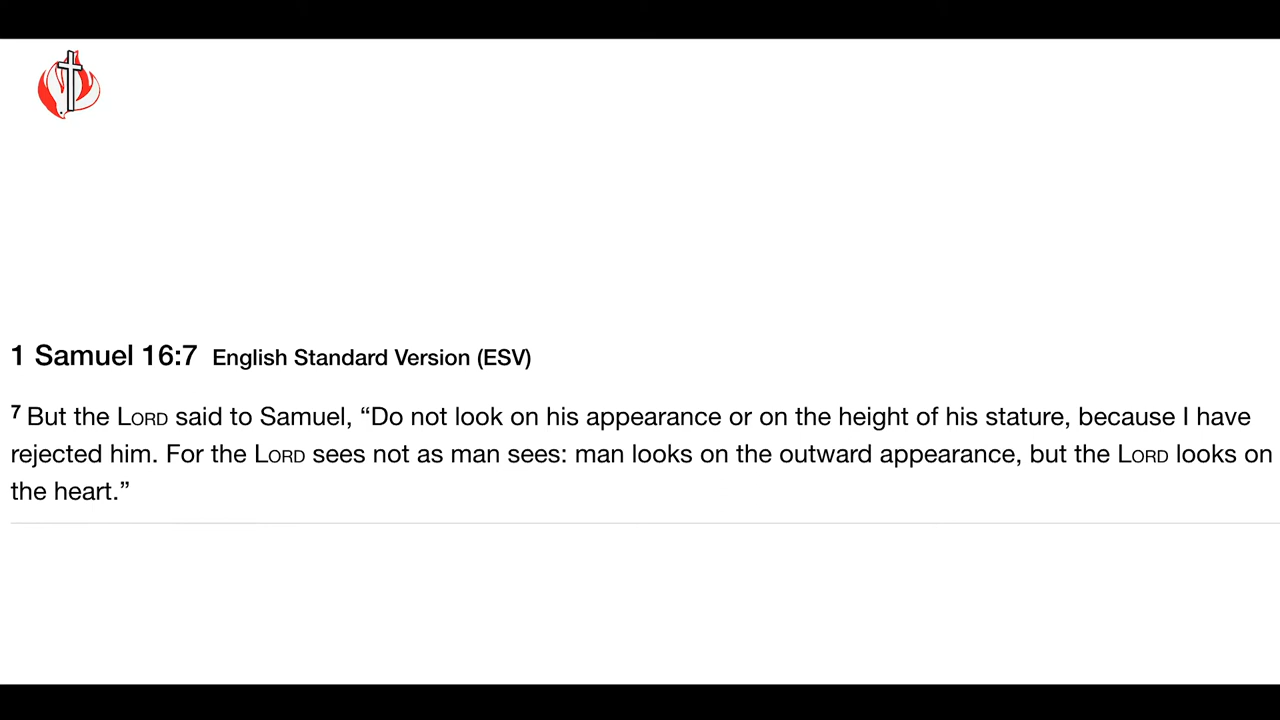 1 Samuel 16:7 English Standard Version (ESV)
7 But the LORD said to Samuel, “Do not look on his appearance or on the height of his stature, because I have
rejected him. For the LORD sees not as man sees: man looks on the outward appearance, but the LORD looks on
the heart.”